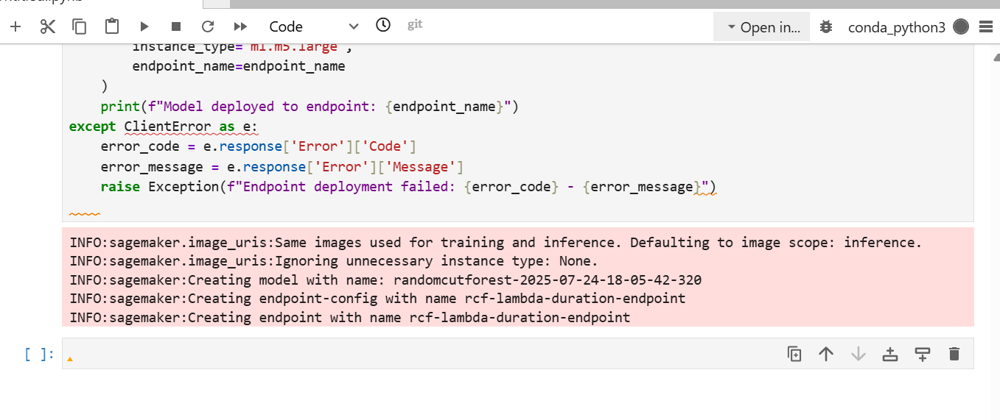 Code git Open in... conda_python3
instance_type="ml.m5.large",
endpoint_name=endpoint_name
)
print(f"Model deployed to endpoint: {endpoint_name}")
except ClientError as e:
error_code = e.response['Error']['Code']
error_message = e.response['Error']['Message']
raise Exception(f"Endpoint deployment failed: {error_code} - {error_message}")
INFO:sagemaker.image_uris:Same images used for training and inference. Defaulting to image scope: inference.
INFO:sagemaker.image_uris:Ignoring unnecessary instance type: None.
INFO:sagemaker:Creating model with name: randomcutforest-2025-07-24-18-05-42-320
INFO:sagemaker:Creating endpoint-config with name rcf-lambda-duration-endpoint
INFO:sagemaker:Creating endpoint with name rcf-lambda-duration-endpoint
[ ]: